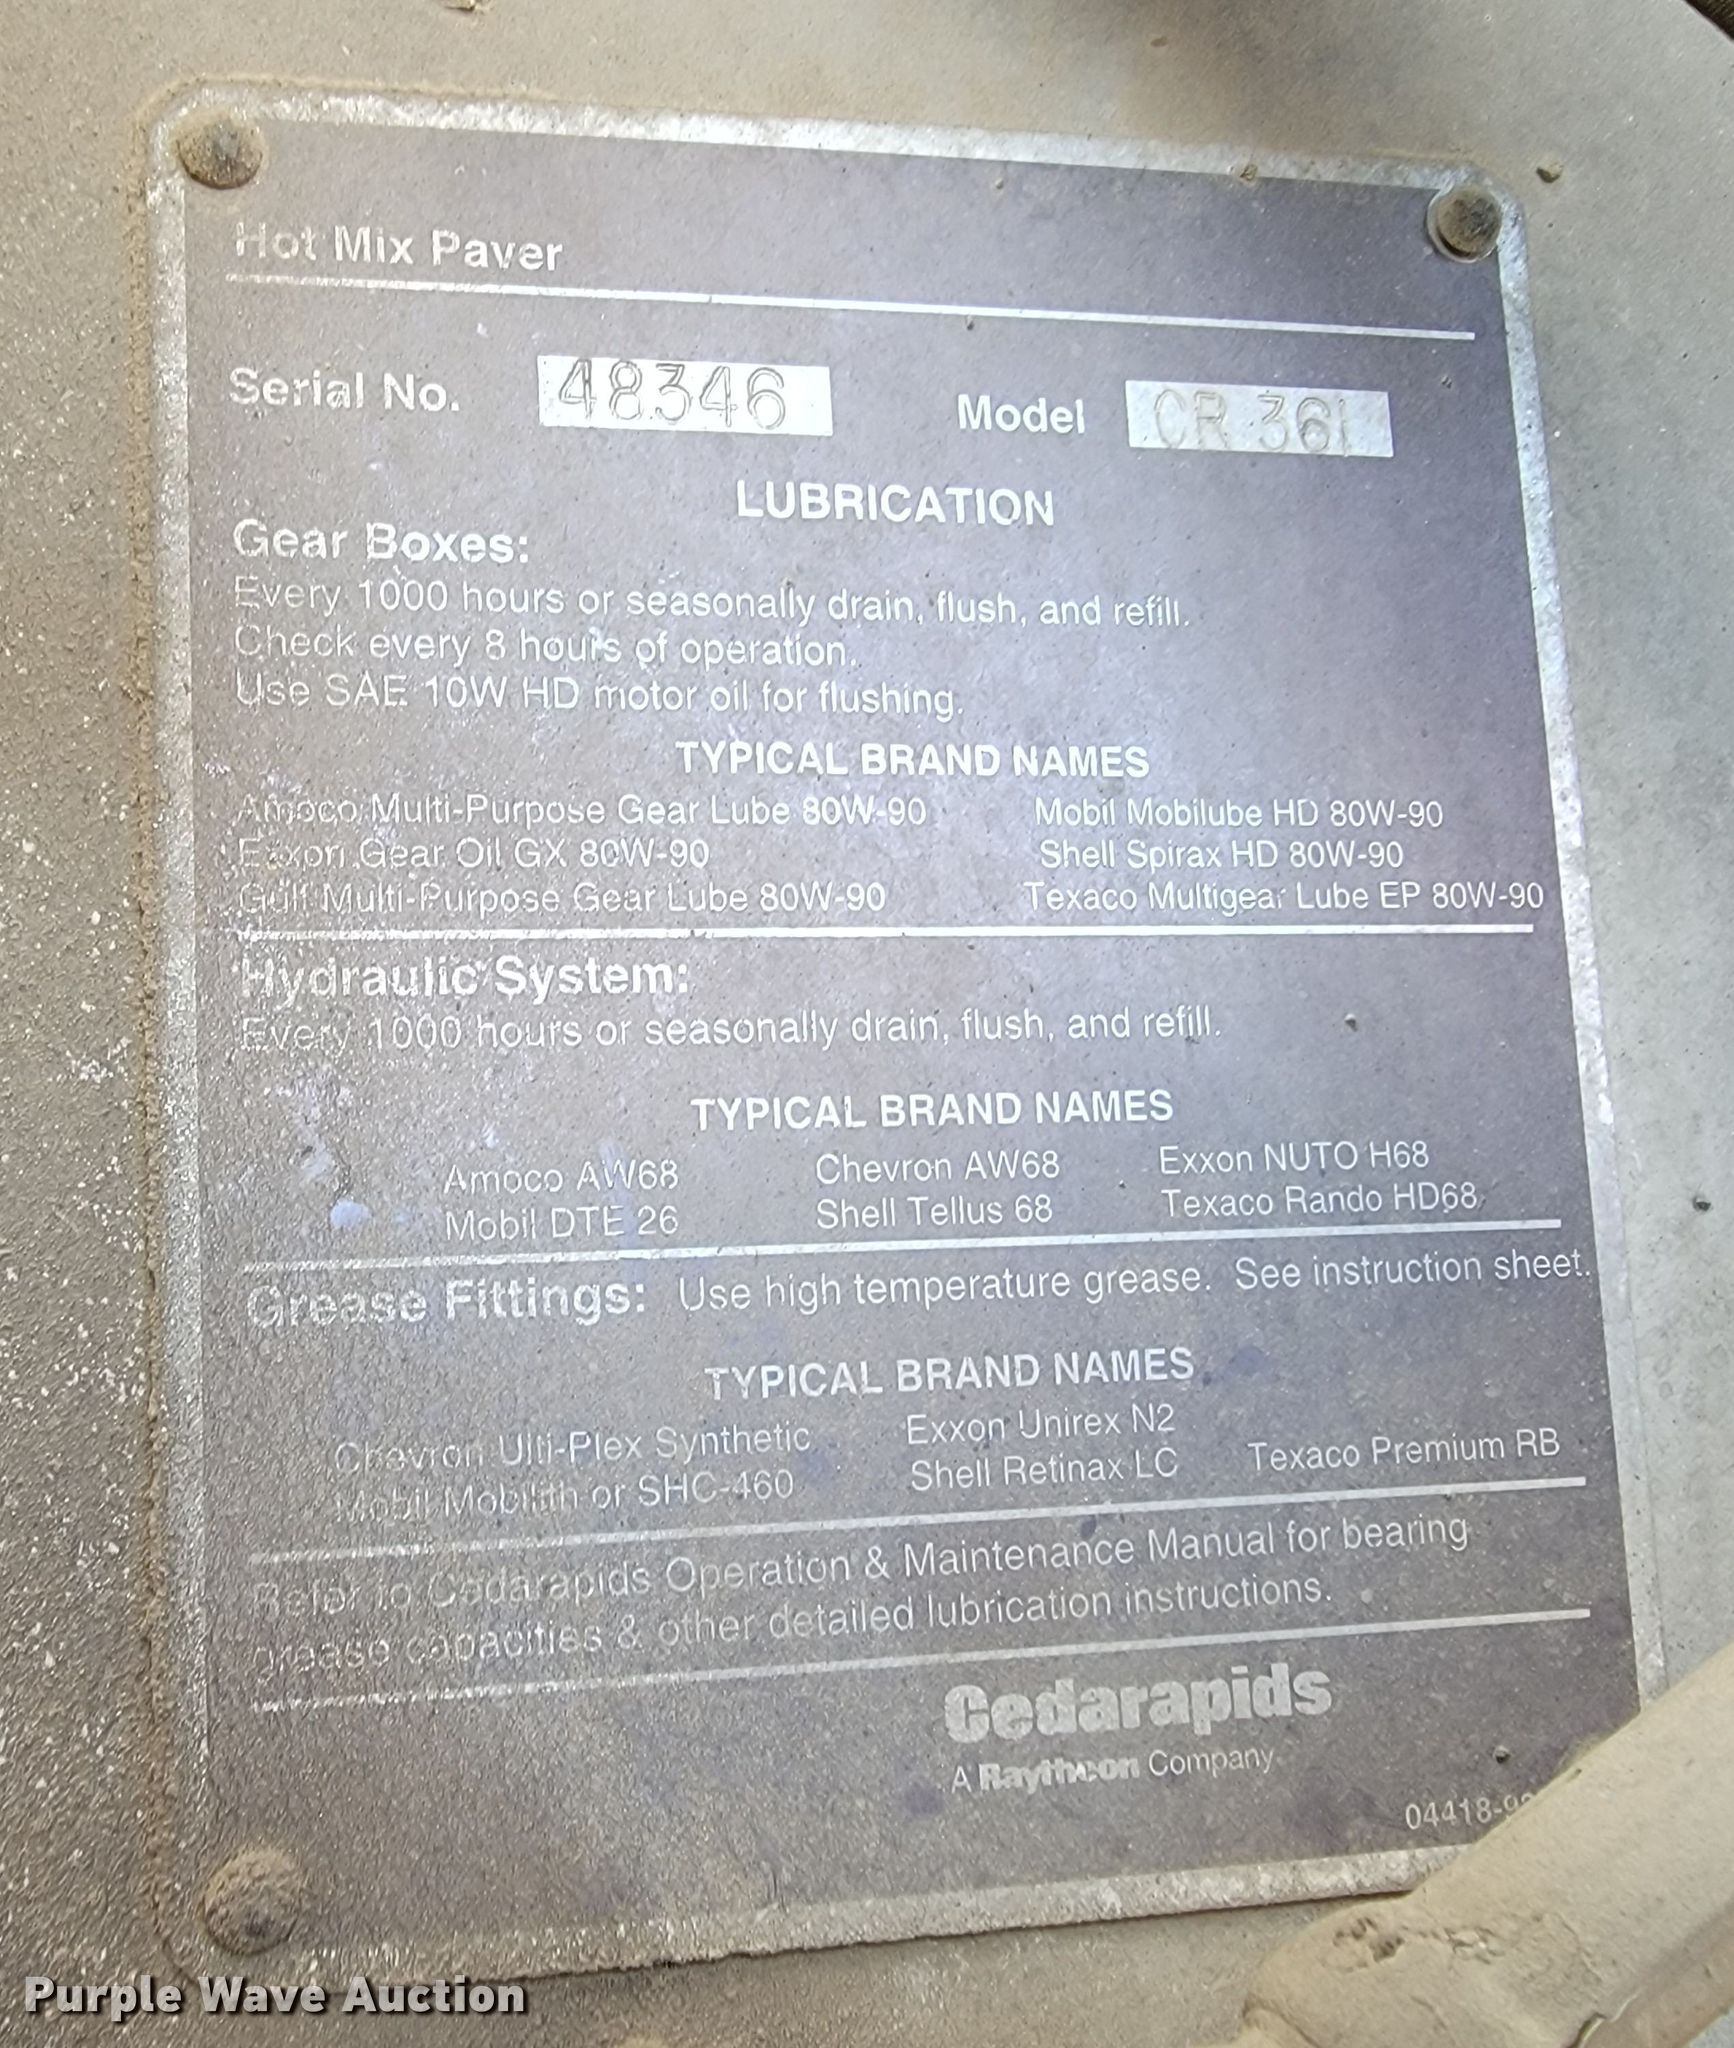 Hot Mix Paver
Serial No. 48346 Model CR 361
LUBRICATION
Gear Boxes:
Every 1000 hours or seasonally drain, flush, and refill.
Check every 8 hours of operation.
Use SAE 10W HD motor oil for flushing.
TYPICAL BRAND NAMES
Amoco Multi-Purpose Gear Lube 80W-90 Mobil Mobilube HD 80W-90
Exxon Gear Oil GX 80W-90 Shell Spirax HD 80W-90
Gulf Multi-Purpose Gear Lube 80W-90 Texaco Multigear Lube EP 80W-90
Hydraulic System:
Every 1000 hours or seasonally drain, flush, and refill.
TYPICAL BRAND NAMES
Amoco AW68 Chevron AW68 Exxon NUTO H68
Mobil DTE 26 Shell Tellus 68 Texaco Rando HD68
Grease Fittings: Use high temperature grease. See instruction sheet.
TYPICAL BRAND NAMES
Chevron Ulti-Plex Synthetic Exxon Unirex N2
Mobil Mobilith or SHC-460 Shell Retinax LC Texaco Premium RB
Refer to Cedarapids Operation & Maintenance Manual for bearing
grease capacities & other detailed lubrication instructions.
Cedarapids
A Raytheon Company
Purple Wave Auction